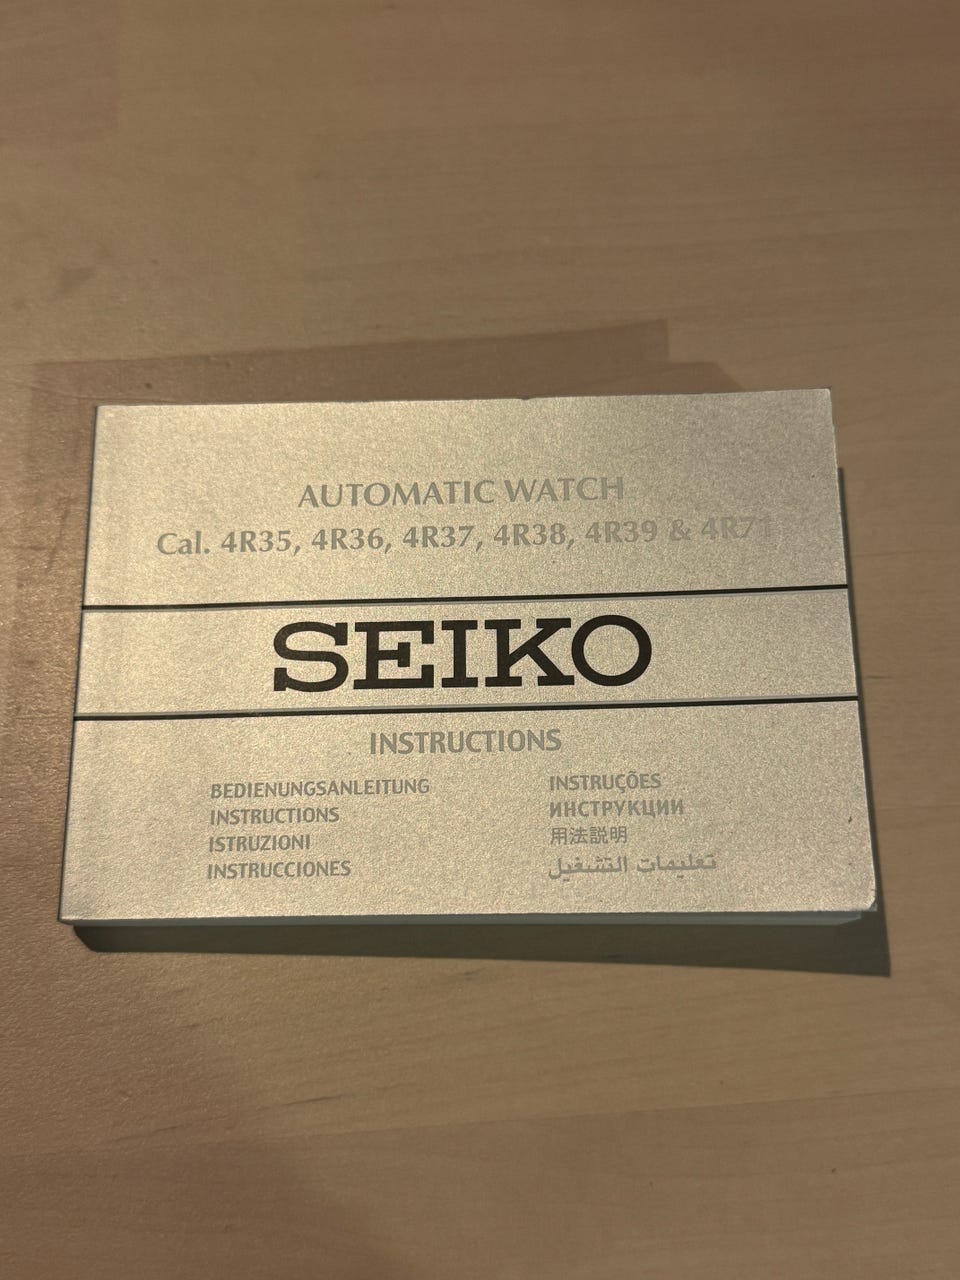 AUTOMATIC WATCH
Cal. 4R35, 4R36, 4R37, 4R38, 4R39 & 4R71
SEIKO
INSTRUCTIONS
BEDIENUNGSANLEITUNG
INSTRUCTIONS
ISTRUZIONI
INSTRUCCIONES
INSTRUÇÕES
ИНСТРУКЦИИ
用法説明
تعليمات التشغيل